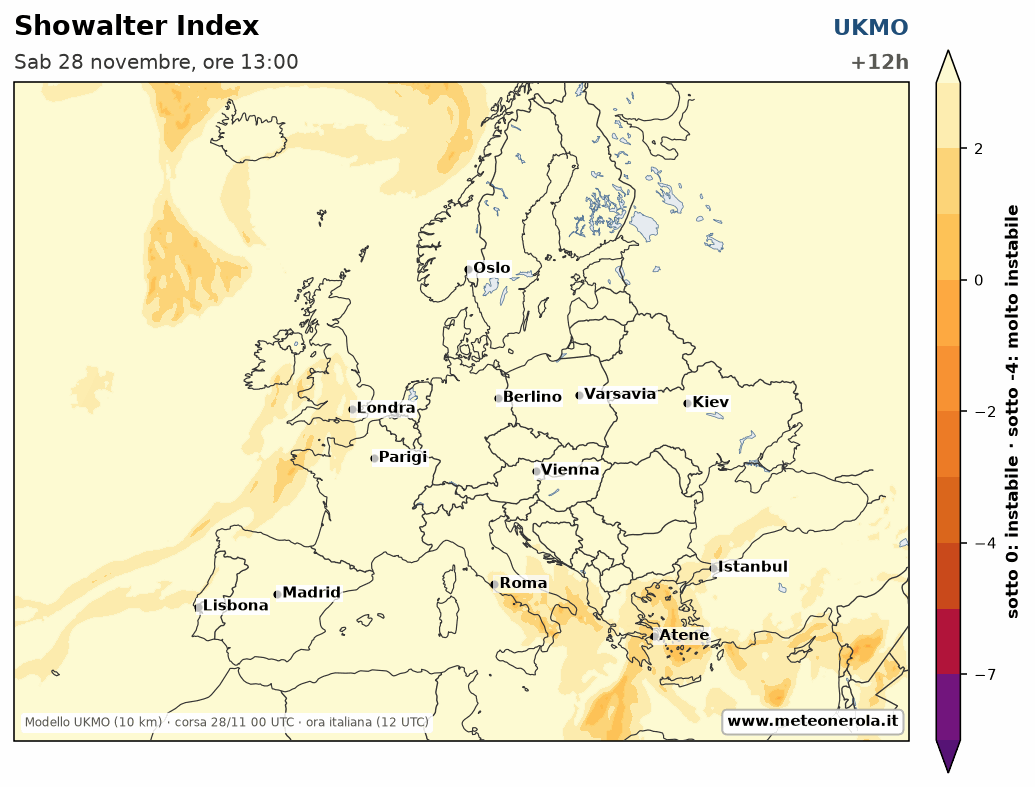 Showalter Index
UKMO
Sab 28 novembre, ore 13:00
+12h
Oslo
Berlino
Varsavia
Kiev
Londra
Parigi
Vienna
Istanbul
Roma
Madrid
Lisbona
Atene
Modello UKMO (10 km) · corsa 28/11 00 UTC · ora italiana (12 UTC)
www.meteonerola.it
2
0
−2
−4
−7
sotto 0: instabile · sotto -4: molto instabile